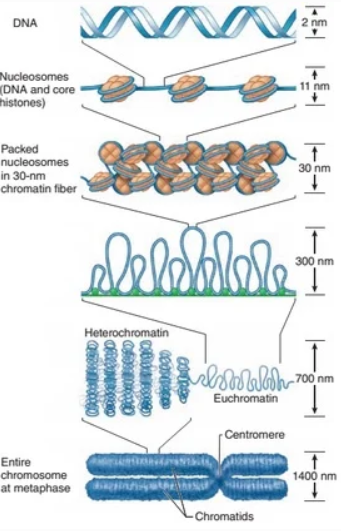 DNA
2 nm
Nucleosomes
(DNA and core
histones)
11 nm
Packed
nucleosomes
in 30-nm
chromatin fiber
30 nm
300 nm
Heterochromatin
700 nm
Euchromatin
Centromere
Entire
chromosome
at metaphase
1400 nm
Chromatids